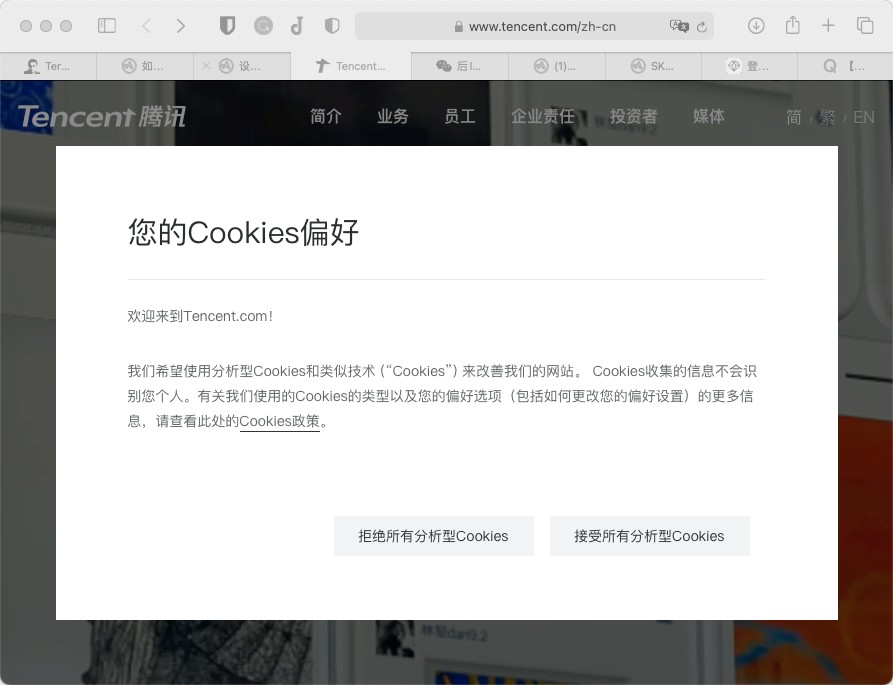 www.tencent.com/zh-cn
Ter...
如...
设...
Tencent...
后I...
(1)...
SK...
登...
【...
Tencent 腾讯
简介 业务 员工 企业责任 投资者 媒体
简 / 繁 / EN
您的Cookies偏好
欢迎来到Tencent.com!
我们希望使用分析型Cookies和类似技术 (“Cookies”) 来改善我们的网站。 Cookies收集的信息不会识
别您个人。有关我们使用的Cookies的类型以及您的偏好选项（包括如何更改您的偏好设置）的更多信
息，请查看此处的Cookies政策。
拒绝所有分析型Cookies
接受所有分析型Cookies